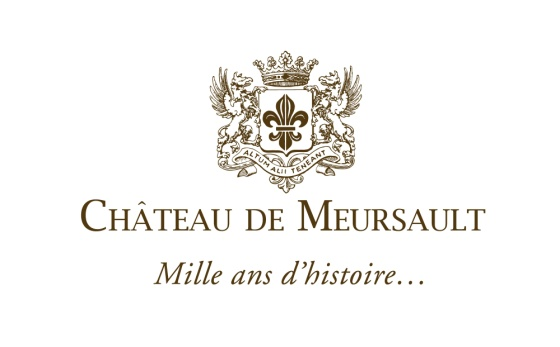 ALTUM ALII TENEANT
CHÂTEAU DE MEURSAULT
Mille ans d’histoire…